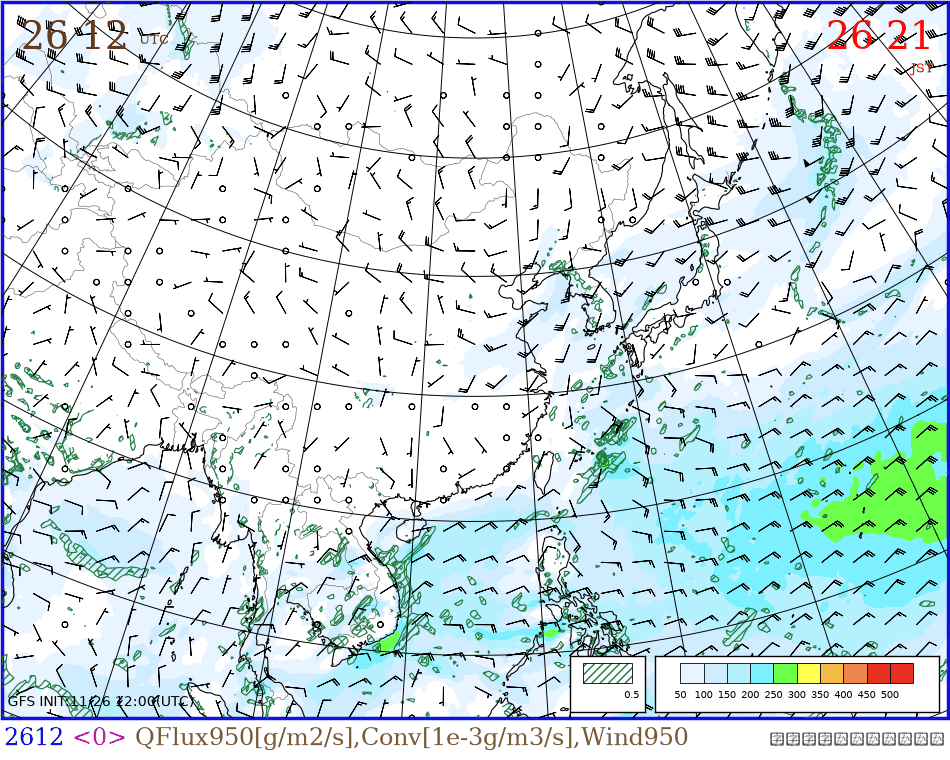 26 12 UTC
26 21
JST
0.5
50 100 150 200 250 300 350 400 450 500
GFS INIT:11/26 12:00(UTC)
2612 <0> QFlux950[g/m2/s],Conv[1e-3g/m3/s],Wind950